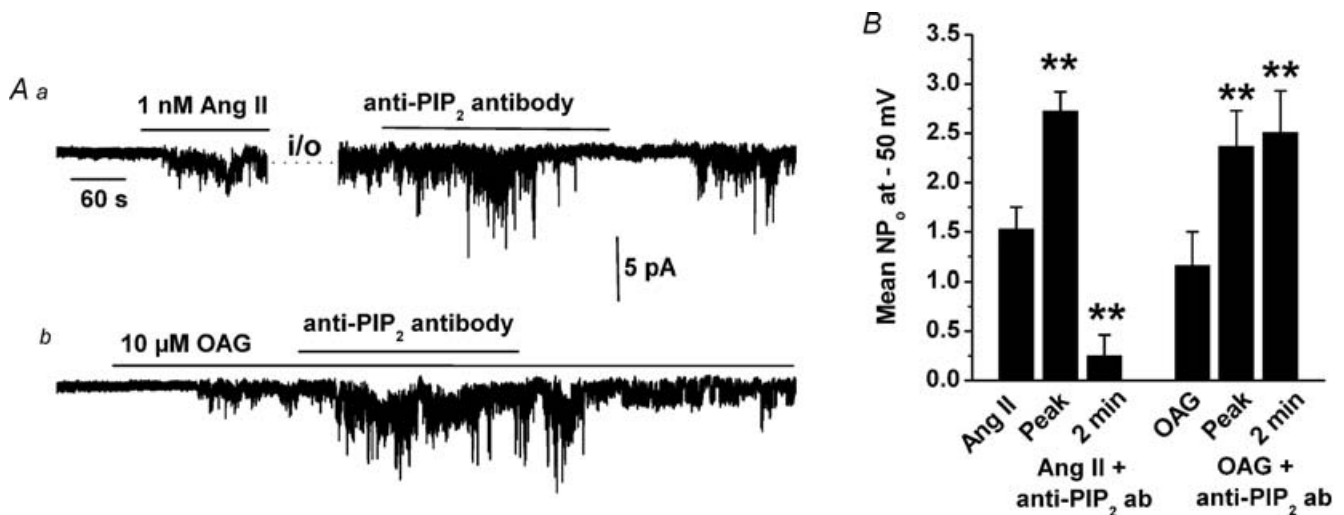 A a
1 nM Ang II
i/o
anti-PIP₂ antibody
60 s
5 pA
b
10 µM OAG
anti-PIP₂ antibody
B
Mean NPₒ at - 50 mV
3.5
3.0
2.5
2.0
1.5
1.0
0.5
0.0
**
**
**
**
Ang II
Peak
2 min
OAG
Peak
2 min
Ang II +
anti-PIP₂ ab
OAG +
anti-PIP₂ ab